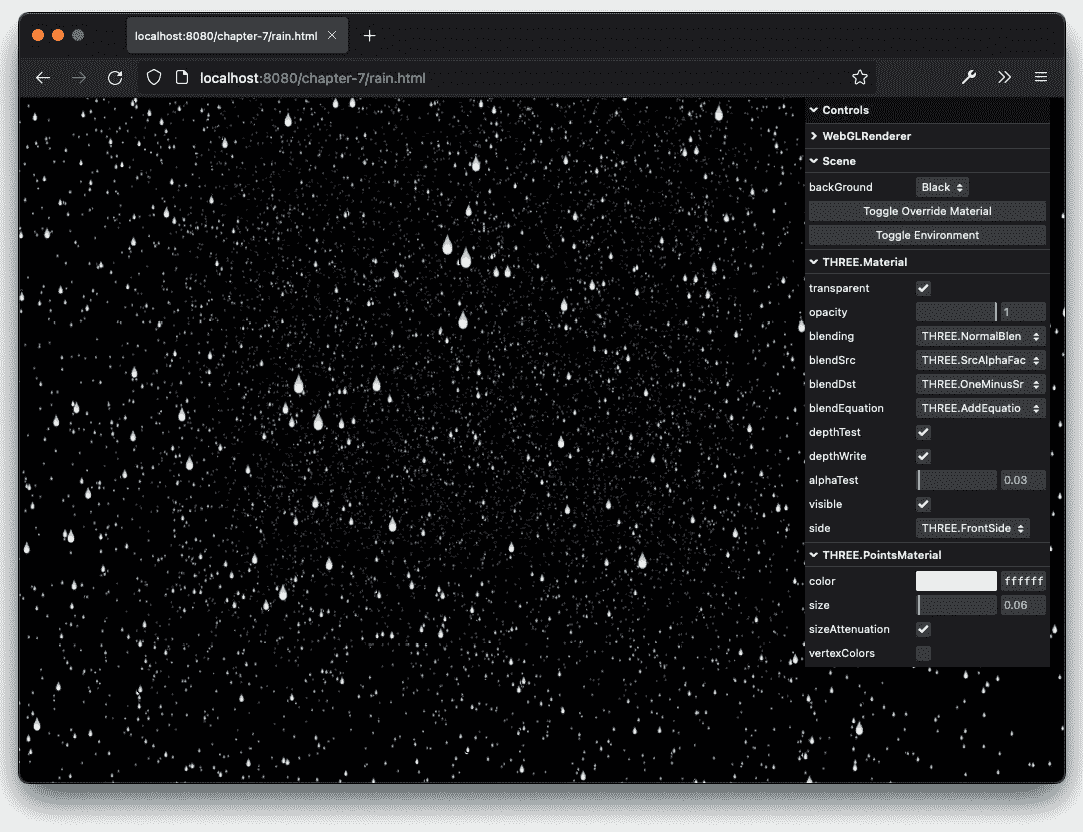 localhost:8080/chapter-7/rain.html
localhost:8080/chapter-7/rain.html
Controls
WebGLRenderer
Scene
backGround Black
Toggle Override Material
Toggle Environment
THREE.Material
transparent
opacity 1
blending THREE.NormalBlen
blendSrc THREE.SrcAlphaFac
blendDst THREE.OneMinusSr
blendEquation THREE.AddEquatio
depthTest
depthWrite
alphaTest 0.03
visible
side THREE.FrontSide
THREE.PointsMaterial
color ffffff
size 0.06
sizeAttenuation
vertexColors